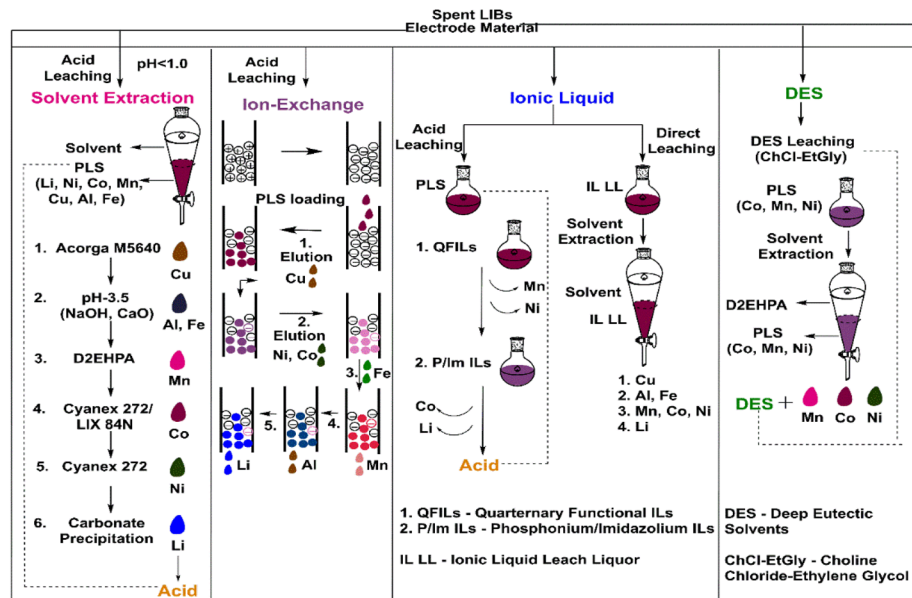 Spent LIBs
Electrode Material
Acid
Leaching
pH<1.0
Solvent Extraction
Solvent
PLS
(Li, Ni, Co, Mn,
Cu, Al, Fe)
1. Acorga M5640
Cu
2. pH-3.5
(NaOH, CaO)
Al, Fe
3. D2EHPA
Mn
4. Cyanex 272/
LIX 84N
Co
5. Cyanex 272
Ni
6. Carbonate
Precipitation
Li
Acid
Acid
Leaching
Ion-Exchange
PLS loading
1.
Elution
Cu
2.
Elution
Ni, Co
3.
Fe
4.
Mn
5.
Al
Li
Ionic Liquid
Acid
Leaching
PLS
1. QFILs
Mn
Ni
2. P/Im ILs
Co
Li
Acid
Direct
Leaching
IL LL
Solvent
Extraction
Solvent
IL LL
1. Cu
2. Al, Fe
3. Mn, Co, Ni
4. Li
1. QFILs - Quarternary Functional ILs
2. P/Im ILs - Phosphonium/Imidazolium ILs
IL LL - Ionic Liquid Leach Liquor
DES
DES Leaching
(ChCl-EtGly)
PLS
(Co, Mn, Ni)
Solvent
Extraction
D2EHPA
PLS
(Co, Mn, Ni)
DES +
Mn Co Ni
DES - Deep Eutectic
Solvents
ChCl-EtGly - Choline
Chloride-Ethylene Glycol